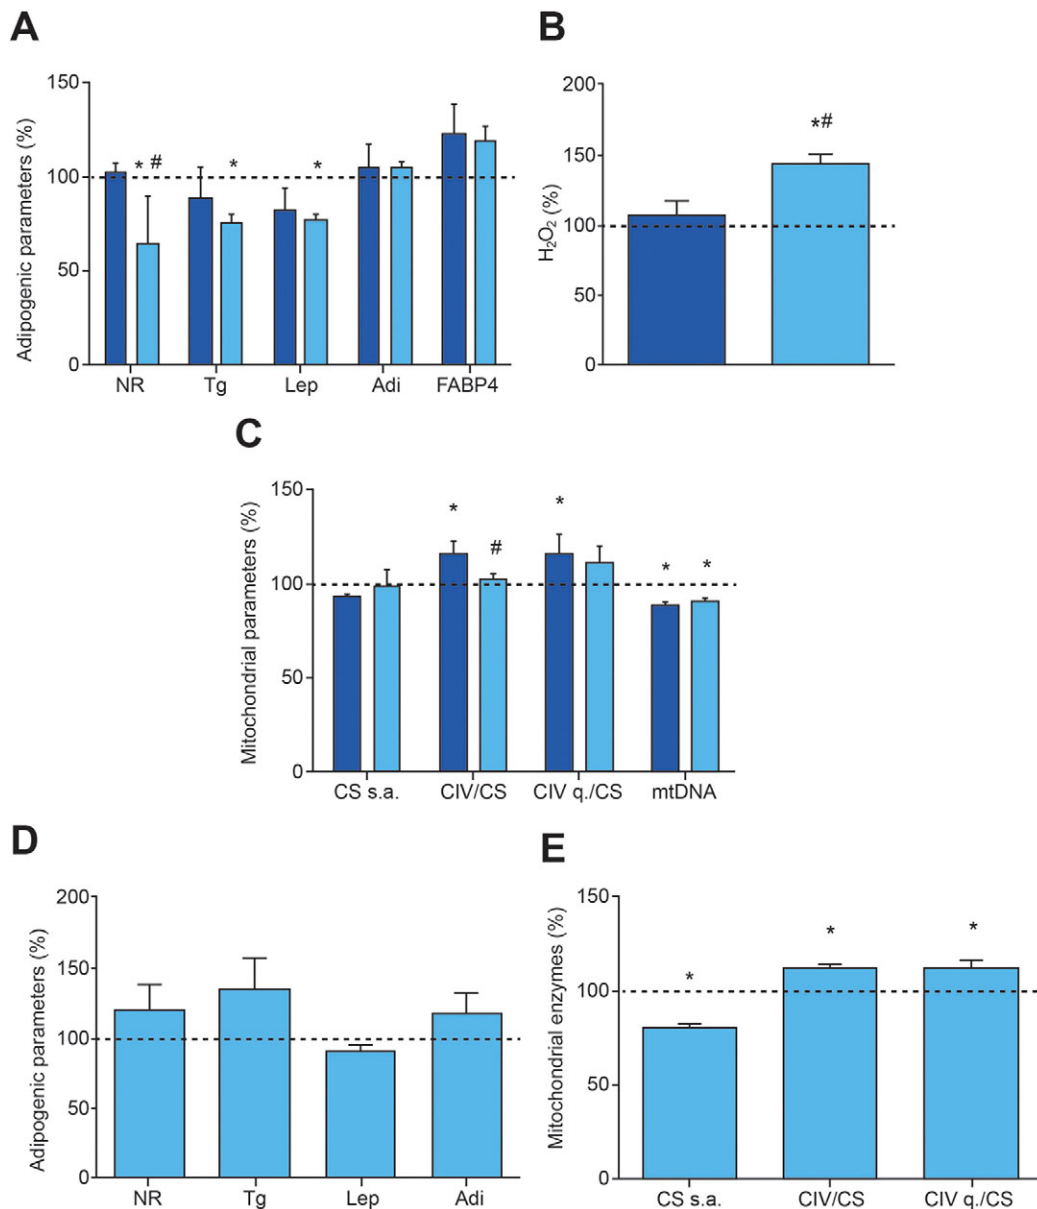 A
Adipogenic parameters (%)
150
100
50
0
* #
*
*
NR Tg Lep Adi FABP4
B
H₂O₂ (%)
200
150
100
50
0
*#
C
Mitochondrial parameters (%)
150
100
50
0
*
#
*
* *
CS s.a. CIV/CS CIV q./CS mtDNA
D
Adipogenic parameters (%)
200
150
100
50
0
NR Tg Lep Adi
E
Mitochondrial enzymes (%)
150
100
50
0
*
*
*
CS s.a. CIV/CS CIV q./CS